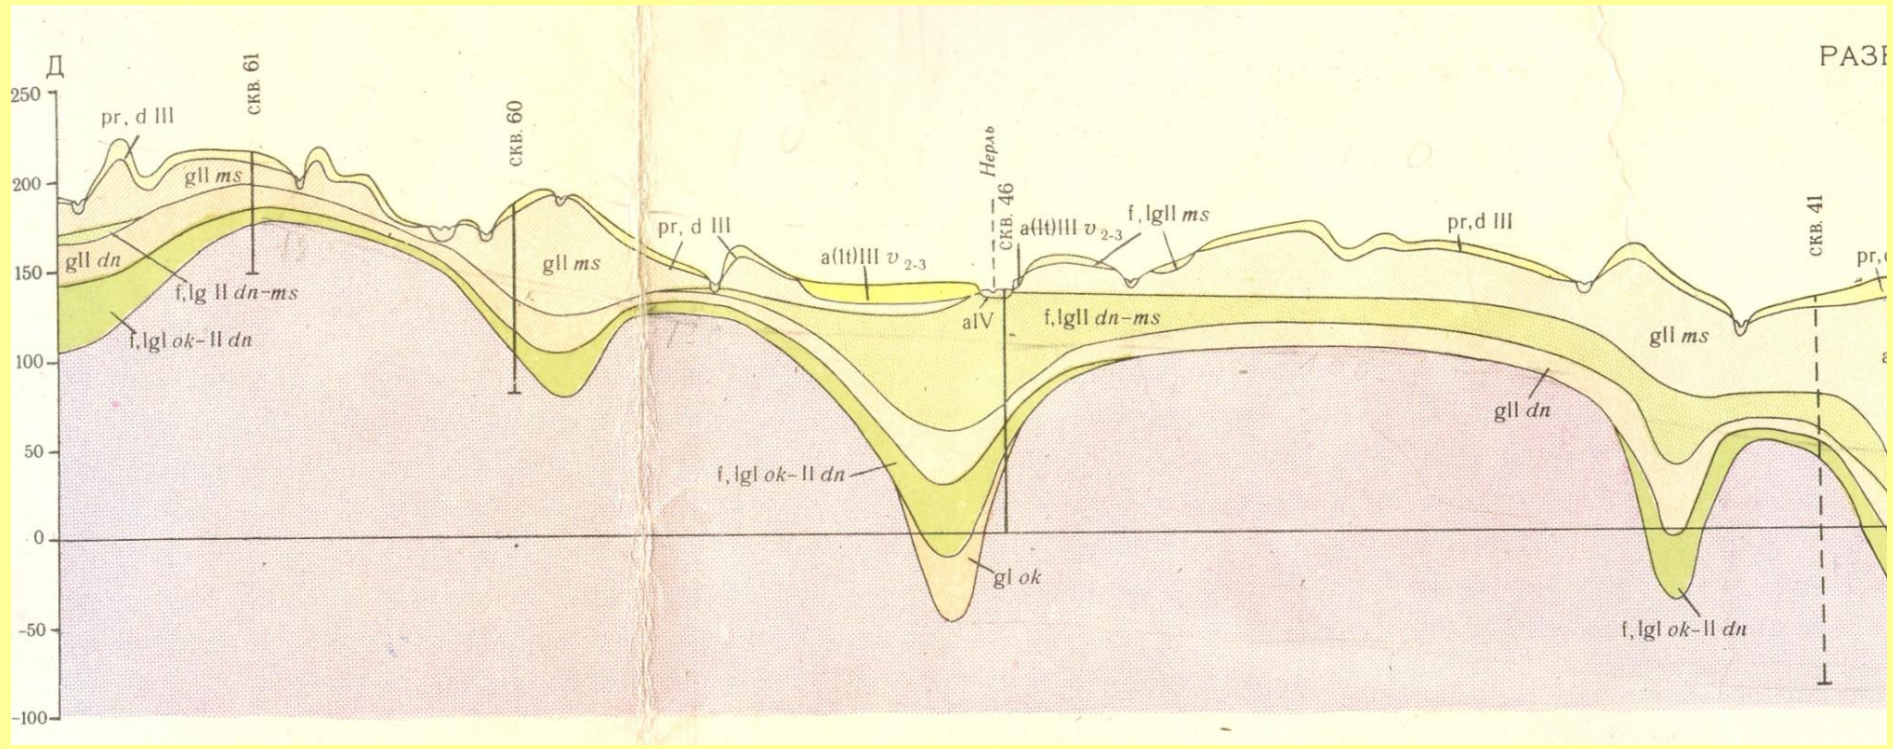 Д
РАЗЕ
250
200
150
100
50
0
-50
-100
скв. 61
скв. 60
Нерль
скв. 46
скв. 41
pr, d III
gII ms
gII dn
f, lg II dn-ms
f, lgI ok-II dn
gII ms
pr, d III
a(1t)III υ 2-3
aIV
a(1t)III υ 2-3
f, lgII ms
f, lgII dn-ms
pr, d III
gII ms
gII dn
f, lgI ok-II dn
gI ok
f, lgI ok-II dn